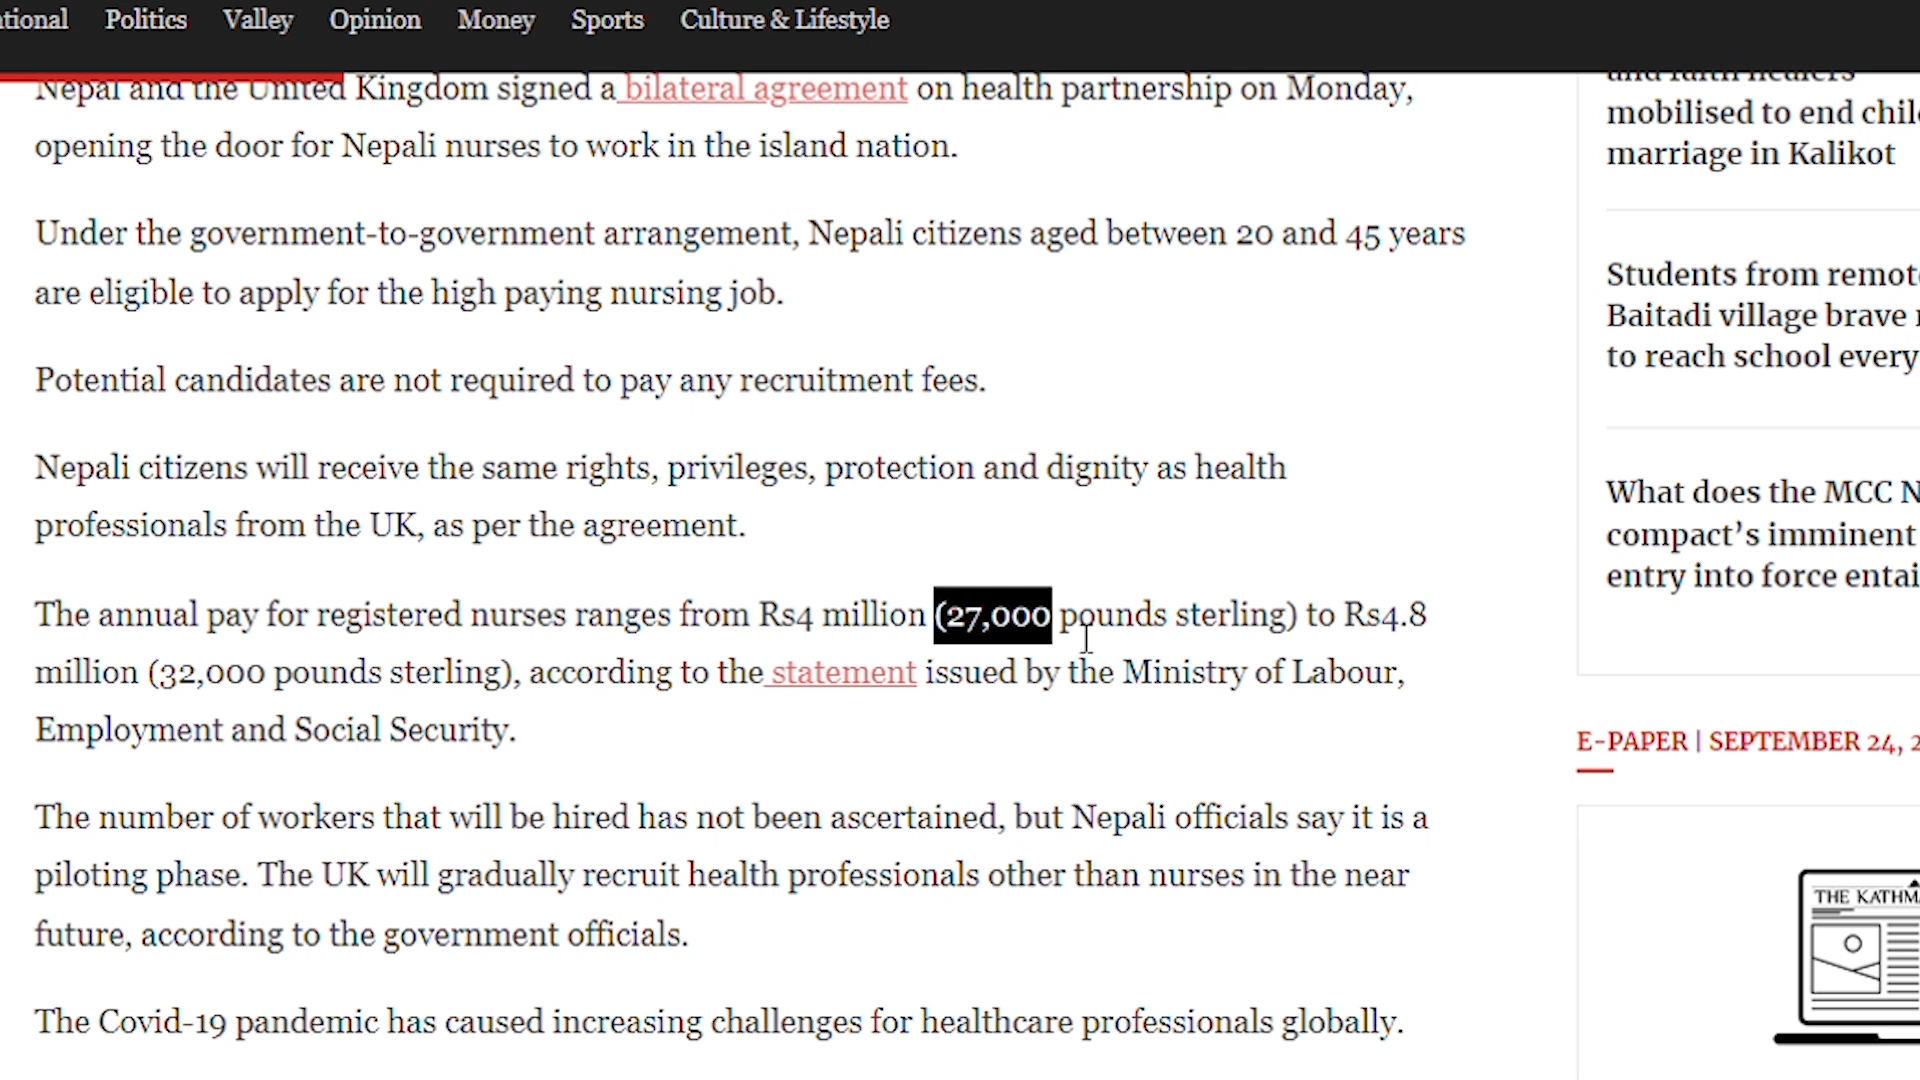 Politics Valley Opinion Money Sports Culture & Lifestyle
Nepal and the United Kingdom signed a bilateral agreement on health partnership on Monday,
opening the door for Nepali nurses to work in the island nation.
Under the government-to-government arrangement, Nepali citizens aged between 20 and 45 years
are eligible to apply for the high paying nursing job.
Potential candidates are not required to pay any recruitment fees.
Nepali citizens will receive the same rights, privileges, protection and dignity as health
professionals from the UK, as per the agreement.
The annual pay for registered nurses ranges from Rs4 million (27,000 pounds sterling) to Rs4.8
million (32,000 pounds sterling), according to the statement issued by the Ministry of Labour,
Employment and Social Security.
The number of workers that will be hired has not been ascertained, but Nepali officials say it is a
piloting phase. The UK will gradually recruit health professionals other than nurses in the near
future, according to the government officials.
The Covid-19 pandemic has caused increasing challenges for healthcare professionals globally.
and faith healers
mobilised to end
marriage in Kalikot
Students from
Baitadi village brave
to reach school every
What does the MCC
compact's imminent
entry into force
E-PAPER | SEPTEMBER 24,
THE